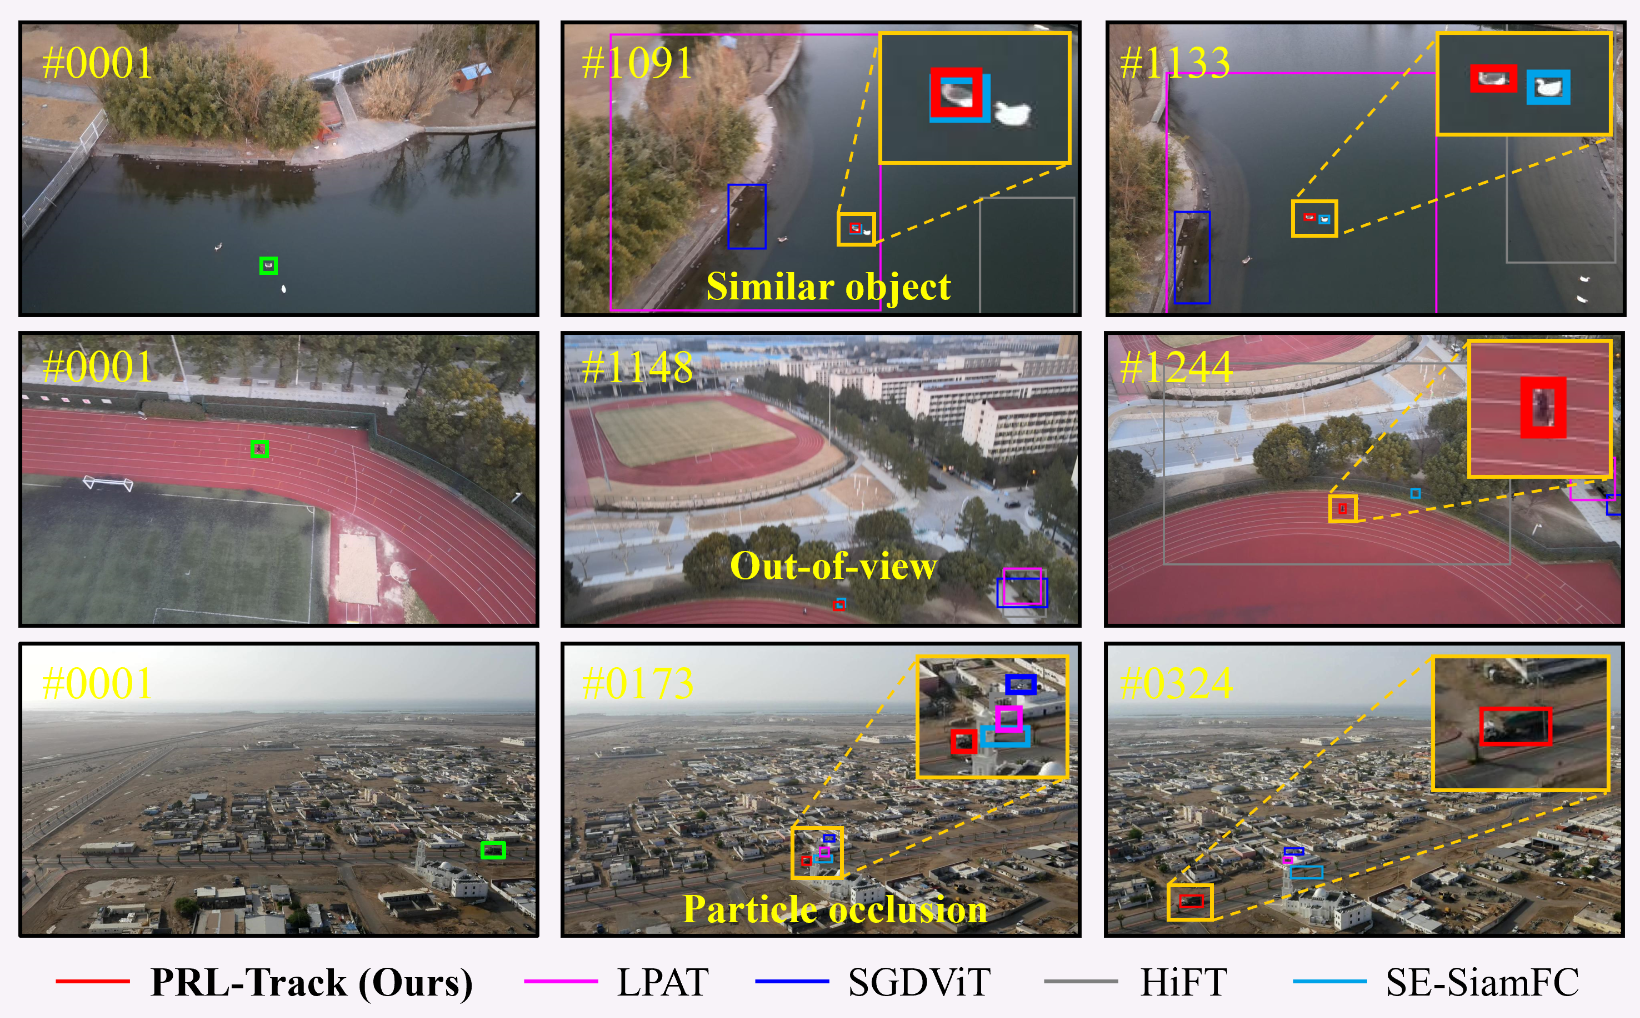 #0001
#1091
#1133
Similar object
#0001
#1148
#1244
Out-of-view
#0001
#0173
#0324
Particle occlusion
PRL-Track (Ours)
LPAT
SGDViT
HiFT
SE-SiamFC